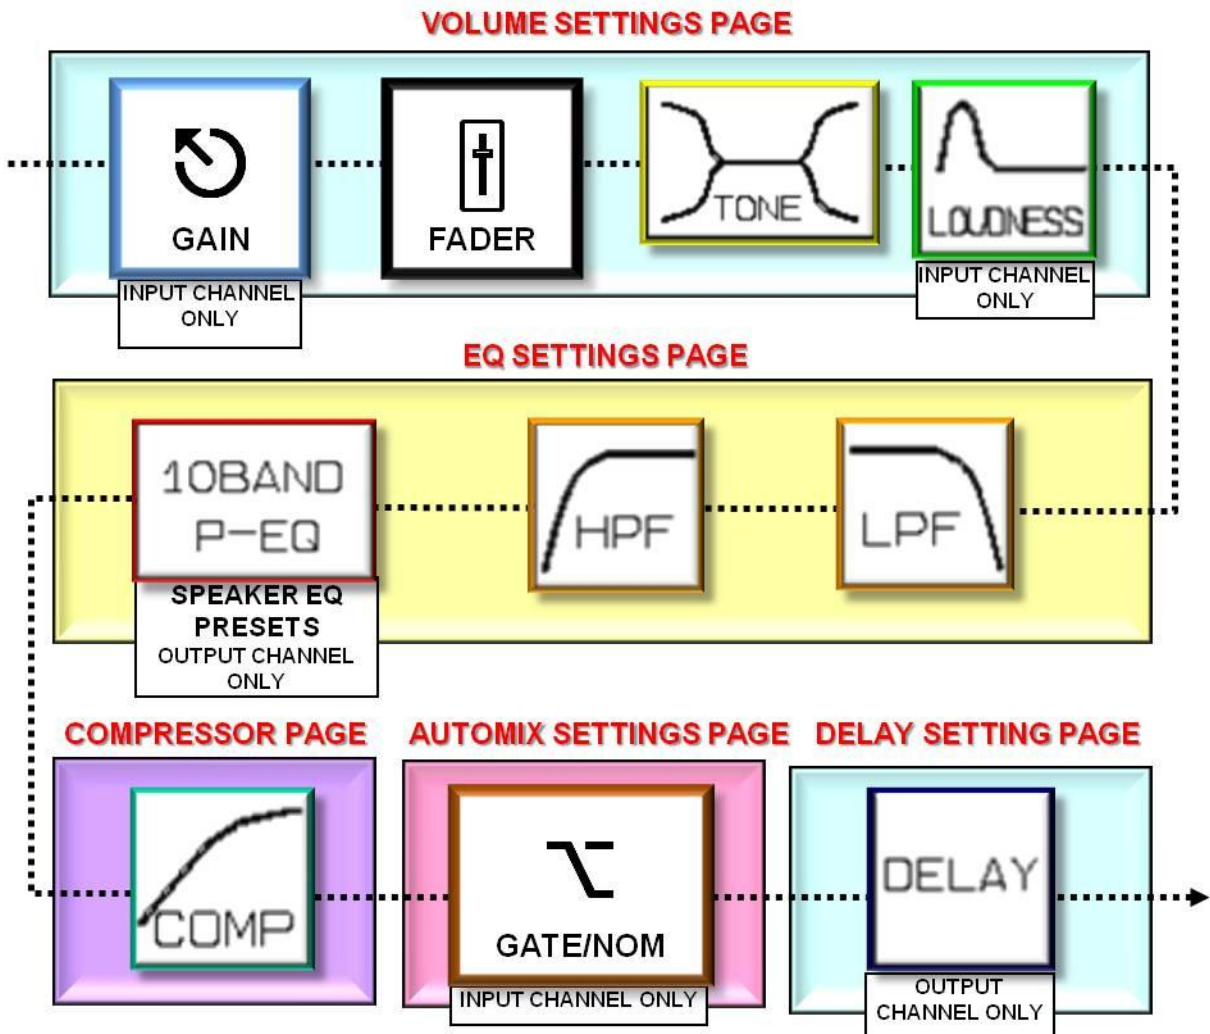 VOLUME SETTINGS PAGE
GAIN
INPUT CHANNEL
ONLY
FADER
TONE
LOUDNESS
INPUT CHANNEL
ONLY
EQ SETTINGS PAGE
10BAND
P-EQ
SPEAKER EQ
PRESETS
OUTPUT CHANNEL
ONLY
HPF
LPF
COMPRESSOR PAGE
COMP
AUTOMIX SETTINGS PAGE
GATE/NOM
INPUT CHANNEL ONLY
DELAY SETTING PAGE
DELAY
OUTPUT
CHANNEL ONLY